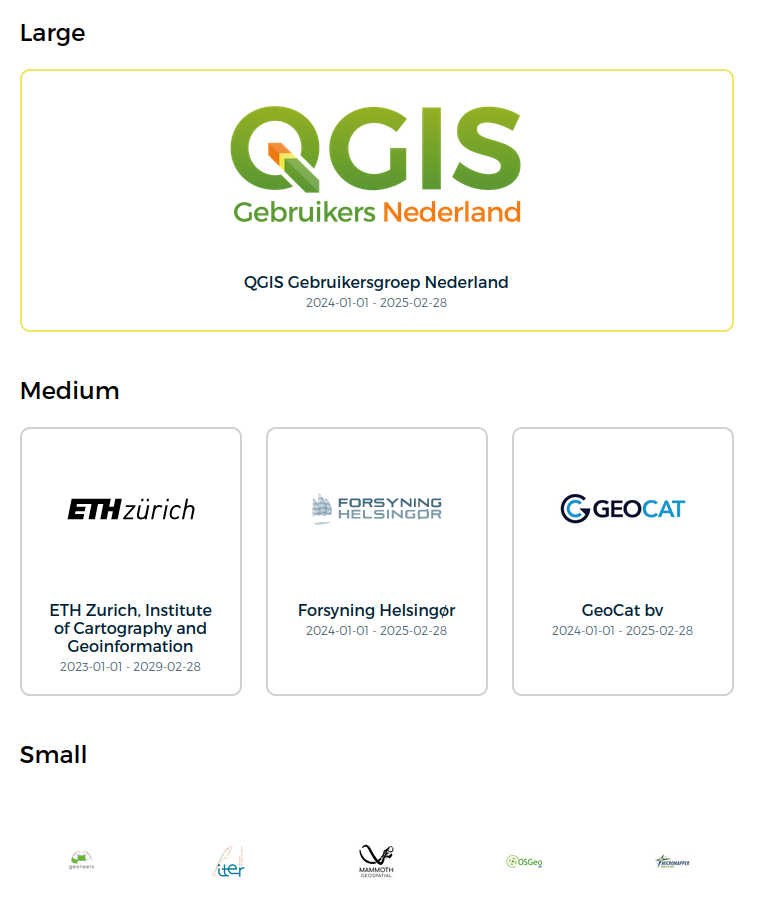 Large
QGIS
Gebruikers Nederland
QGIS Gebruikersgroep Nederland
2024-01-01 - 2025-02-28
Medium
ETH zürich
FORSYNING
HELSINGØR
GEOCAT
ETH Zurich, Institute
of Cartography and
Geoinformation
2023-01-01 - 2029-02-28
Forsyning Helsingør
2024-01-01 - 2025-02-28
GeoCat bv
2024-01-01 - 2025-02-28
Small
geoneers
iter
MAMMOTH
GEOSPATIAL
OSGeo
MICROMAPPER